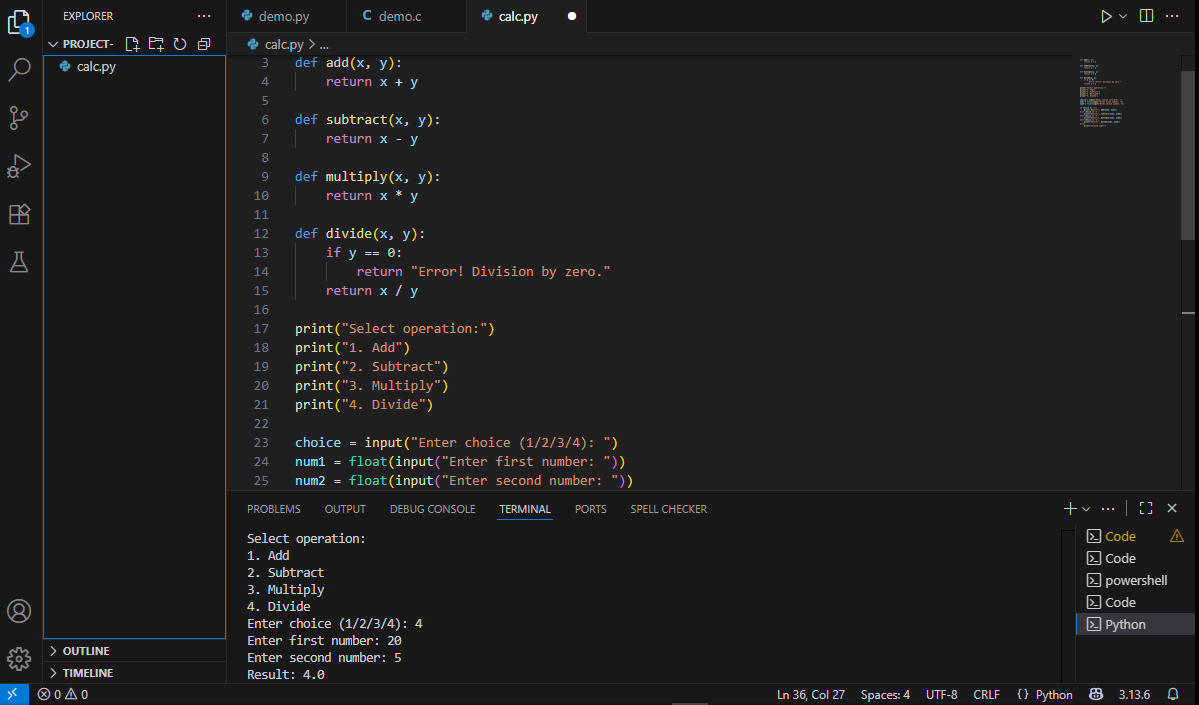 EXPLORER
demo.py
C demo.c
calc.py
PROJECT-
calc.py > ...
calc.py
1
3 def add(x, y):
4 return x + y
5
6 def subtract(x, y):
7 return x - y
8
9 def multiply(x, y):
10 return x * y
11
12 def divide(x, y):
13 if y == 0:
14 return "Error! Division by zero."
15 return x / y
16
17 print("Select operation:")
18 print("1. Add")
19 print("2. Subtract")
20 print("3. Multiply")
21 print("4. Divide")
22
23 choice = input("Enter choice (1/2/3/4): ")
24 num1 = float(input("Enter first number: "))
25 num2 = float(input("Enter second number: "))
PROBLEMS OUTPUT DEBUG CONSOLE TERMINAL PORTS SPELL CHECKER
Select operation:
1. Add
2. Subtract
3. Multiply
4. Divide
Enter choice (1/2/3/4): 4
Enter first number: 20
Enter second number: 5
Result: 4.0
Code
Code
powershell
Code
Python
OUTLINE
TIMELINE
0 0
Ln 36, Col 27 Spaces: 4 UTF-8 CRLF {} Python 3.13.6